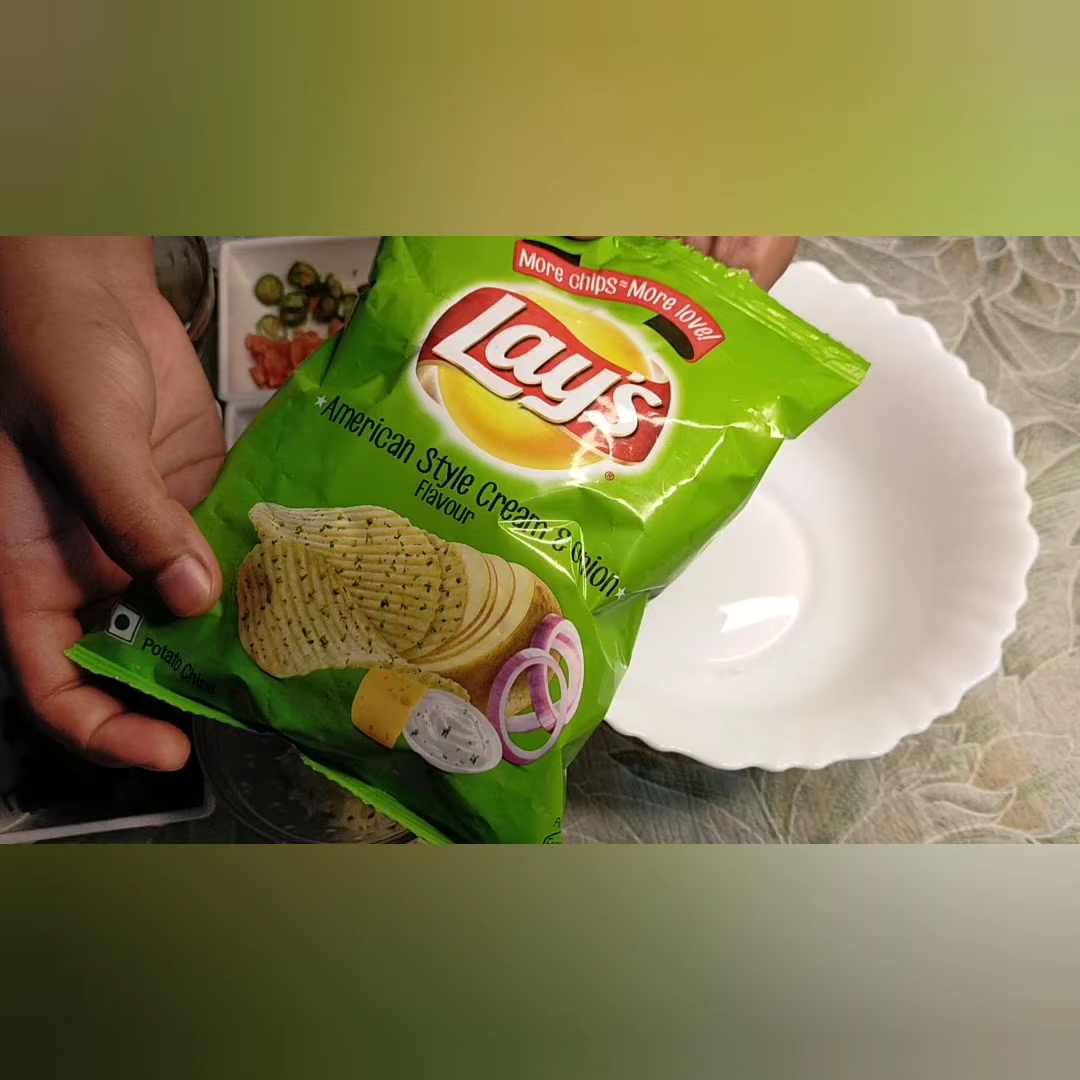 More chips = More love!
Lay's
American Style Cream & Onion
Flavour
Potato Chips